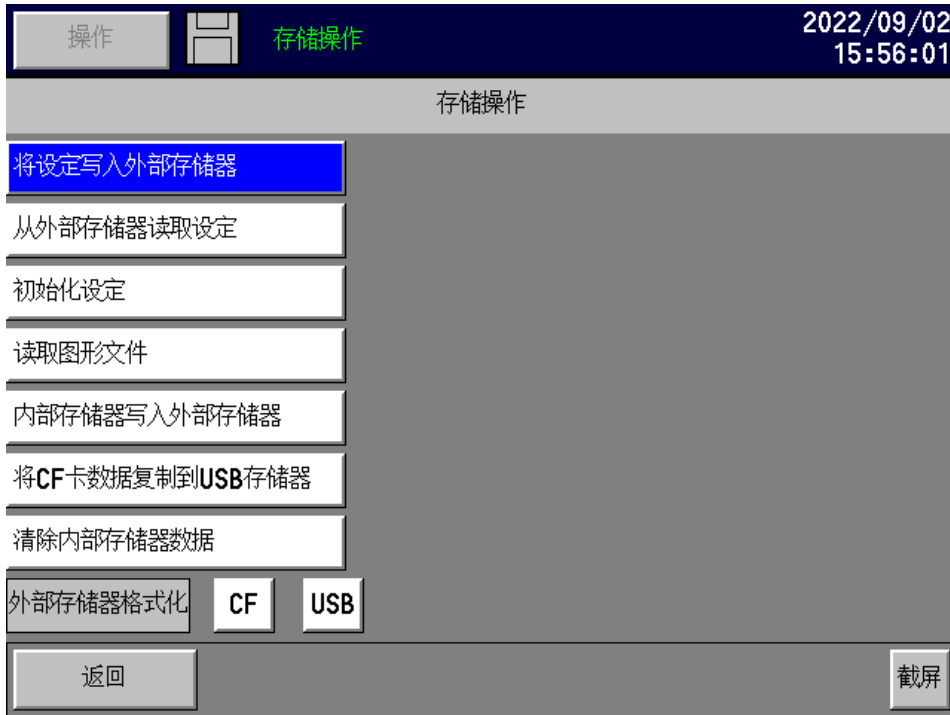 操作
存储操作
2022/09/02
15:56:01
存储操作
将设定写入外部存储器
从外部存储器读取设定
初始化设定
读取图形文件
内部存储器写入外部存储器
将CF卡数据复制到USB存储器
清除内部存储器数据
外部存储器格式化 CF USB
返回 截屏